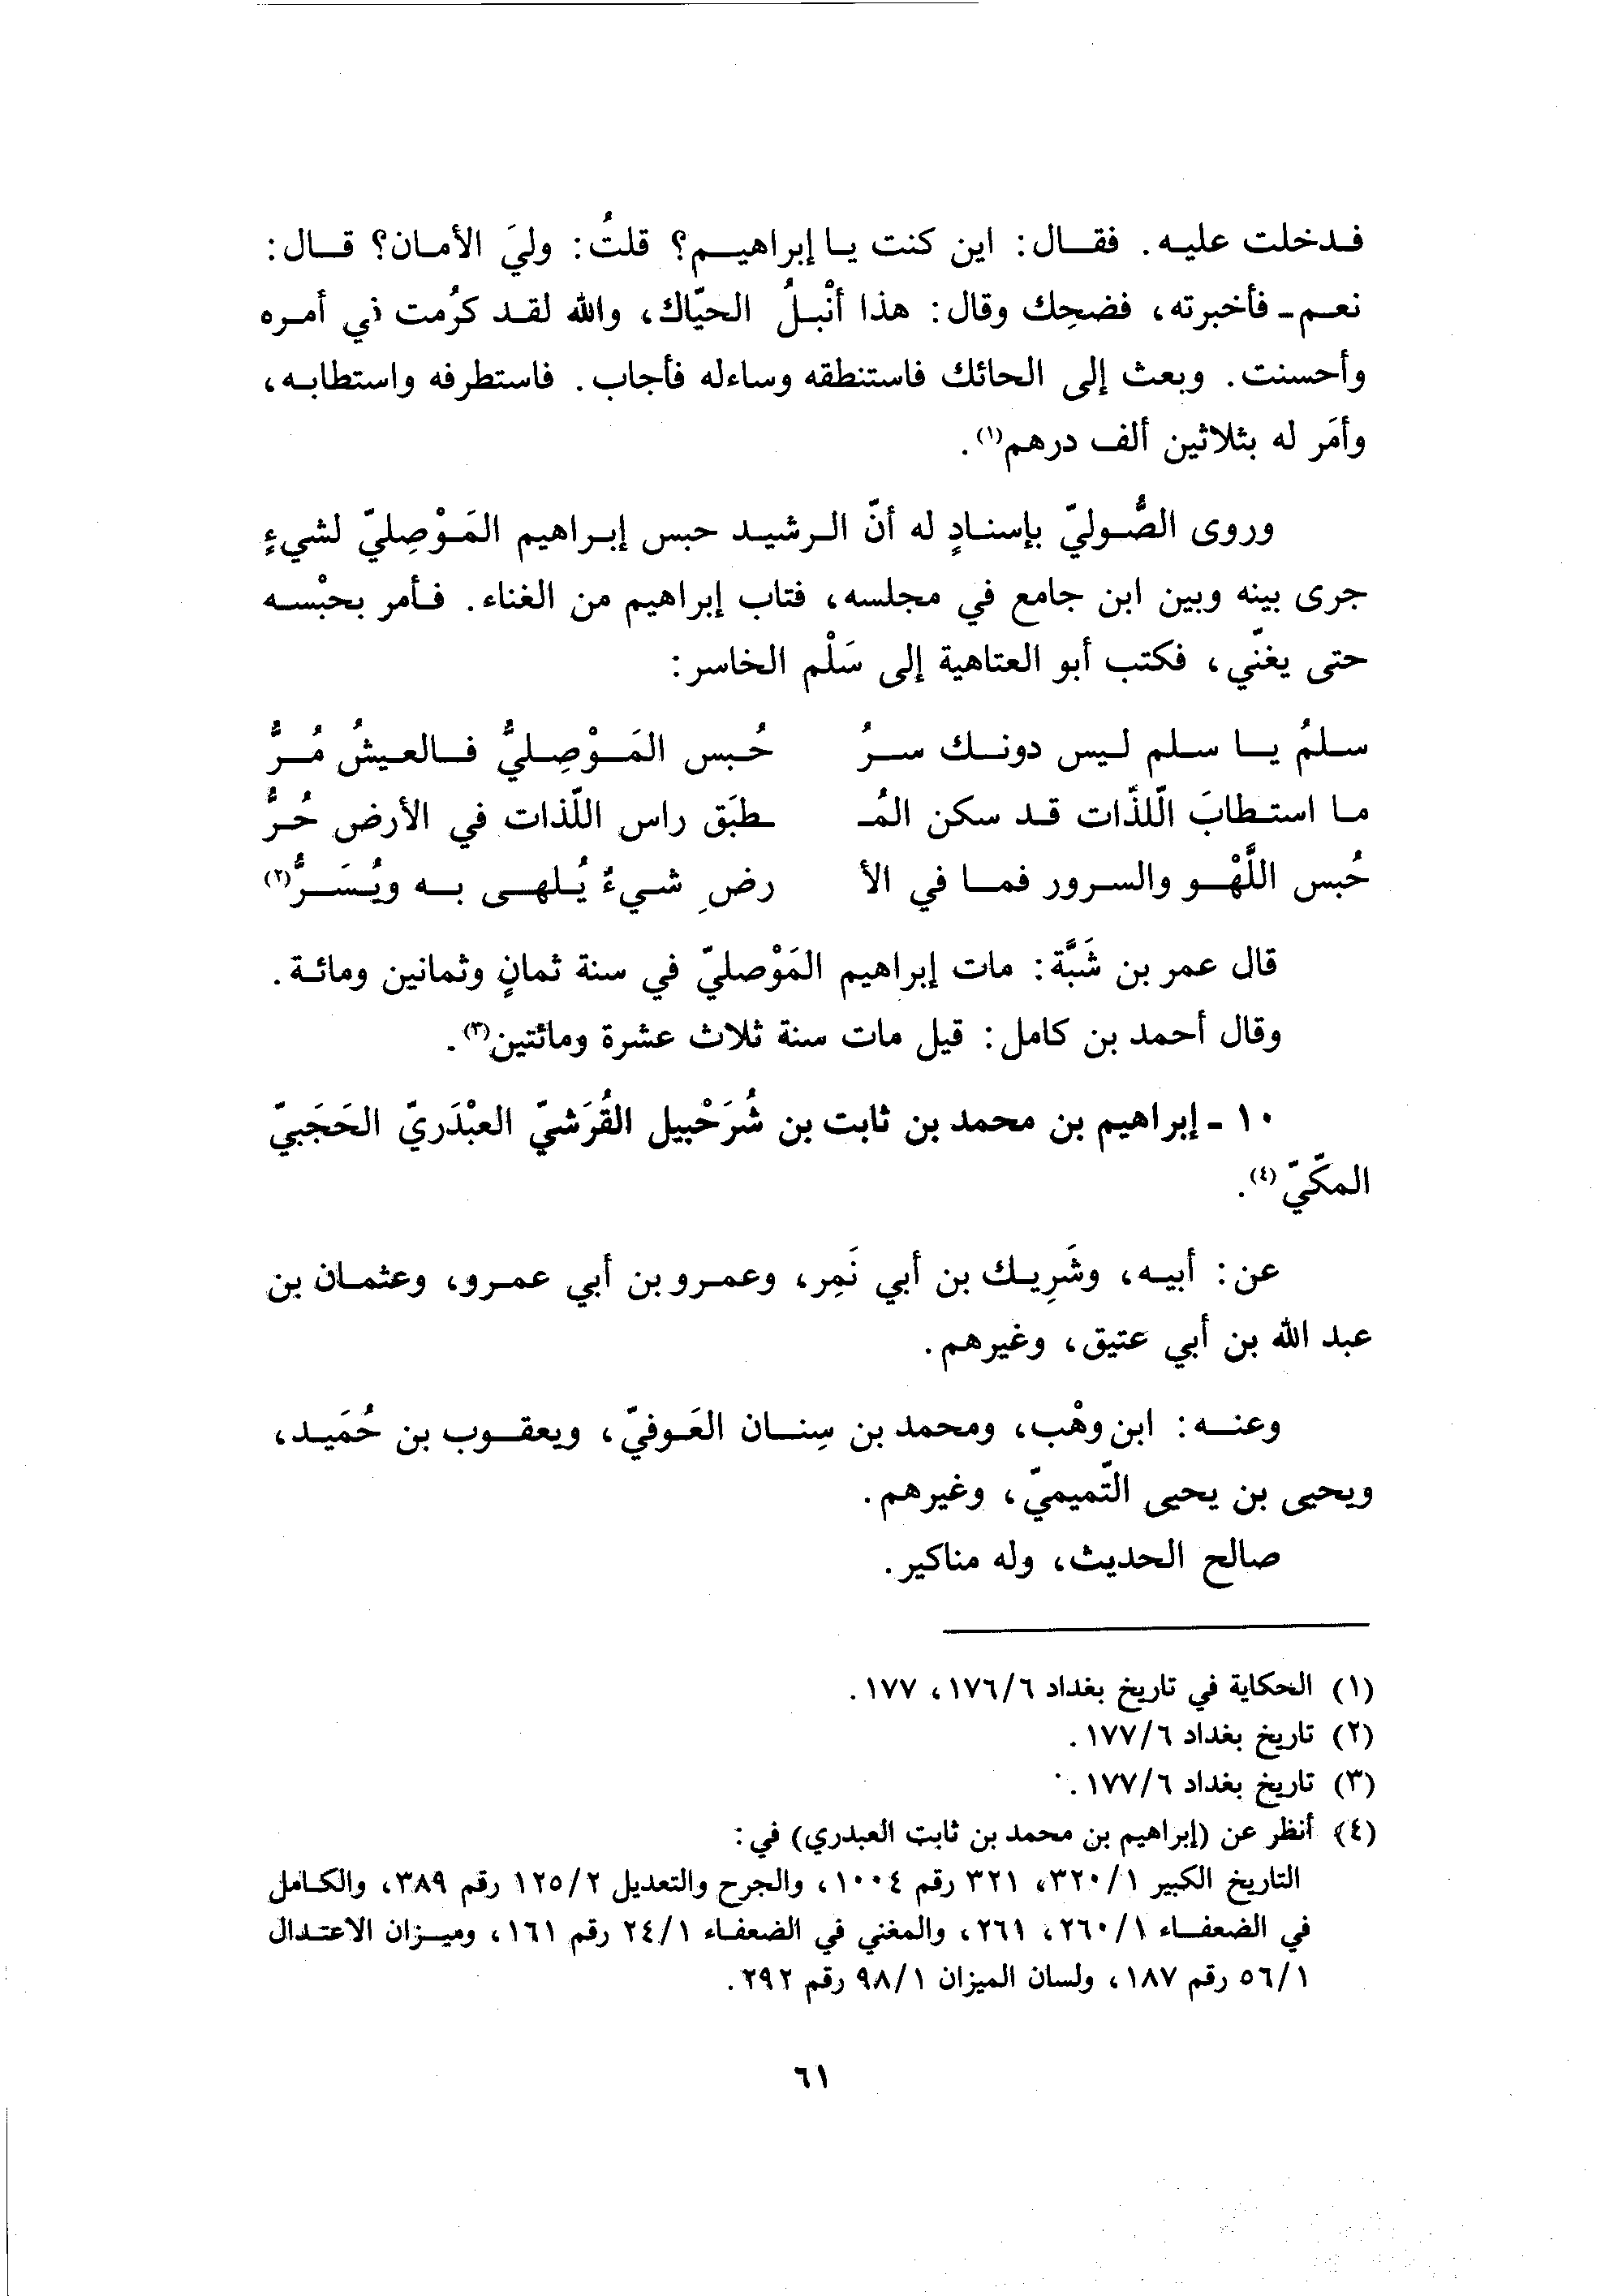 فدخلت عليه. فقال: اين كنت يا إبراهيم؟ قلتُ: وليَ الأمان؟ قال:
نعم - فأخبرته، فضحِك وقال: هذا أنْبلُ الحيّاك، والله لقد كرُمت في أمره
وأحسنت. وبعث إلى الحائك فاستنطقه وساءله فأجاب. فاستطرفه واستطابه،
وأمَر له بثلاثين ألف درهم(١).
وروى الصُّوليّ بإسنادٍ له أنّ الرشيد حبس إبراهيم المَوْصِليّ لشيءٍ
جرى بينه وبين ابن جامع في مجلسه، فتاب إبراهيم من الغناء. فأمر بحبْسه
حتى يغنّي، فكتب أبو العتاهية إلى سَلْم الخاسر:
سلمُ يا سلم ليس دونك سرُ حُبس المَوْصِليُّ فالعيشُ مُرُّ
ما استطابَ الّلذّات قد سكن المُـ ـطبَق راس اللّذات في الأرض حُرُّ
حُبس اللَّهْو والسرور فما في الأ رضِ شيءٌ يُلهى به ويُسَرُّ(٢)
قال عمر بن شَبَّة: مات إبراهيم المَوْصليّ في سنة ثمانٍ وثمانين ومائة.
وقال أحمد بن كامل: قيل مات سنة ثلاث عشرة ومائتين(٣).
١٠ - إبراهيم بن محمد بن ثابت بن شُرَحْبيل القُرَشيّ العبْدَريّ الحَجَبيّ
المكّيّ(٤).
عن: أبيه، وشَرِيك بن أبي نَمِر، وعمرو بن أبي عمرو، وعثمان بن
عبد الله بن أبي عتيق، وغيرهم.
وعنه: ابن وهْب، ومحمد بن سِنان العَوفيّ، ويعقوب بن حُمَيد،
ويحيى بن يحيى التّميميّ، وغيرهم.
صالح الحديث، وله مناكير.
(١) الحكاية في تاريخ بغداد ١٧٦/٦، ١٧٧.
(٢) تاريخ بغداد ١٧٧/٦.
(٣) تاريخ بغداد ١٧٧/٦.
(٤) أنظر عن (إبراهيم بن محمد بن ثابت العبدري) في:
التاريخ الكبير ٣٢٠/١، ٣٢١ رقم ١٠٠٤، والجرح والتعديل ١٢٥/٢ رقم ٣٨٩، والكامل
في الضعفاء ٢٦٠/١، ٢٦١، والمغني في الضعفاء ٢٤/١ رقم ١٦١، وميزان الاعتدال
٥٦/١ رقم ١٨٧، ولسان الميزان ٩٨/١ رقم ٢٩٢.
٦١